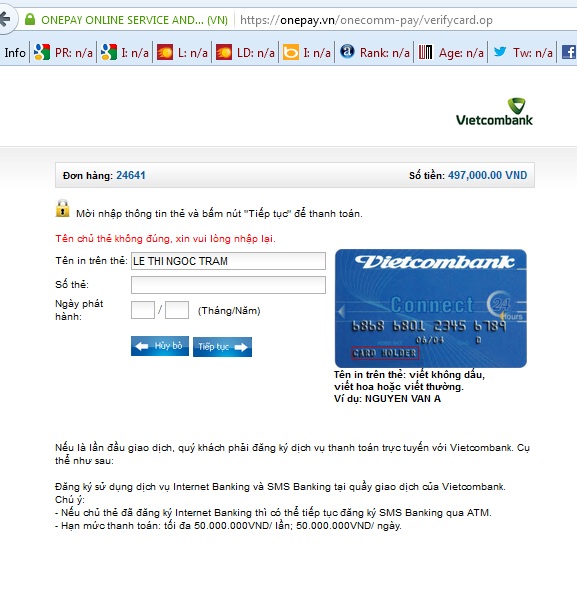 ONEPAY ONLINE SERVICE AND... (VN) https://onepay.vn/onecomm-pay/verifycard.op
Info PR: n/a I: n/a L: n/a LD: n/a I: n/a Rank: n/a Age: n/a Tw: n/a
Vietcombank
Đơn hàng: 24641 Số tiền: 497,000.00 VND
Mời nhập thông tin thẻ và bấm nút "Tiếp tục" để thanh toán.
Tên chủ thẻ không đúng, xin vui lòng nhập lại.
Tên in trên thẻ: LE THI NGOC TRAM
Số thẻ:
Ngày phát
hành: / (Tháng/Năm)
Hủy bỏ Tiếp tục
Vietcombank
Connect 24
Hours
6868 6801 2345 6789
06/04 D
CARD HOLDER
Tên in trên thẻ: viết không dấu,
viết hoa hoặc viết thường.
Ví dụ: NGUYEN VAN A
Nếu là lần đầu giao dịch, quý khách phải đăng ký dịch vụ thanh toán trực tuyến với Vietcombank. Cụ
thể như sau:
Đăng ký sử dụng dịch vụ Internet Banking và SMS Banking tại quầy giao dịch của Vietcombank.
Chú ý:
- Nếu chủ thẻ đã đăng ký Internet Banking thì có thể tiếp tục đăng ký SMS Banking qua ATM.
- Hạn mức thanh toán: tối đa 50.000.000VND/ lần; 50.000.000VND/ ngày.